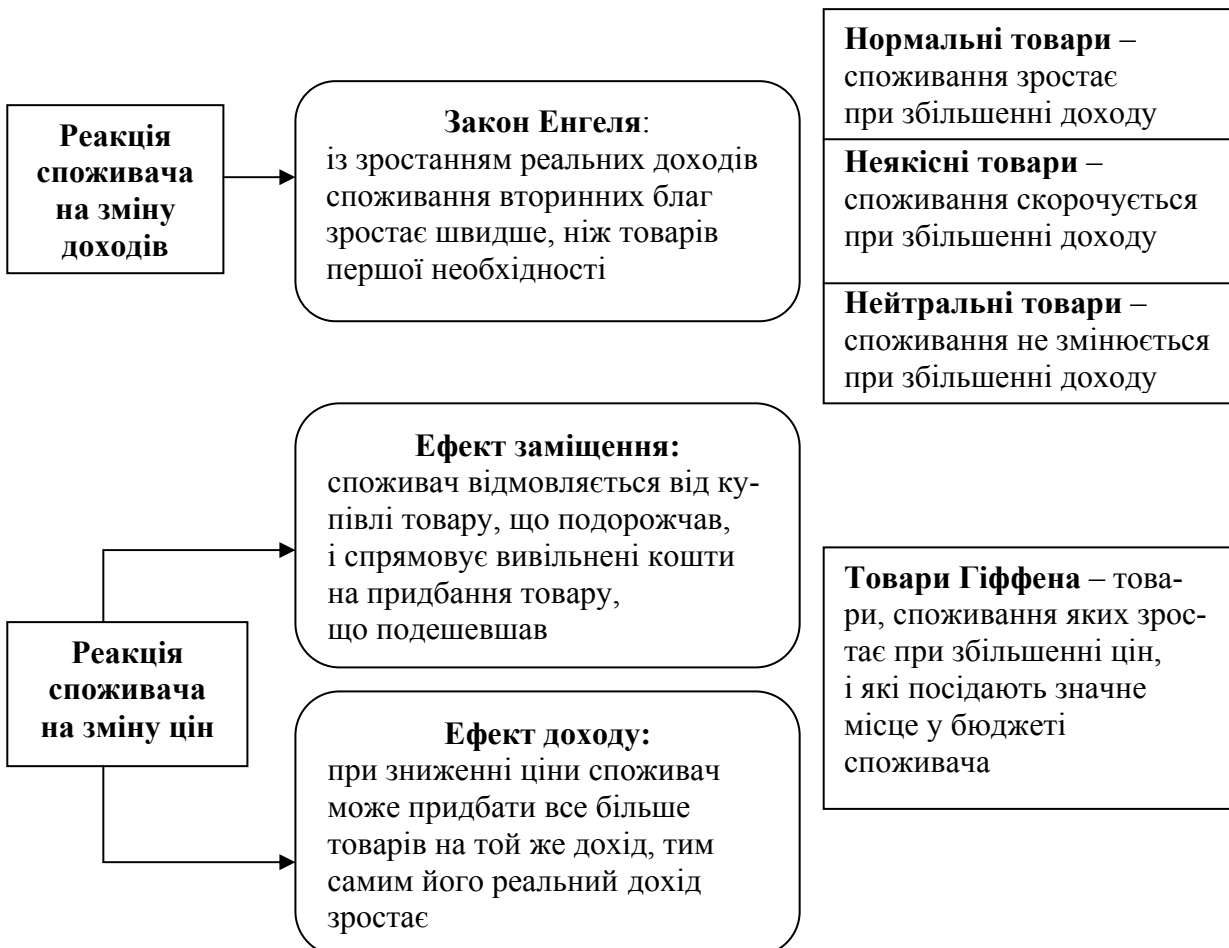 Реакція
споживача
на зміну
доходів
Закон Енгеля:
із зростанням реальних доходів
споживання вторинних благ
зростає швидше, ніж товарів
першої необхідності
Нормальні товари –
споживання зростає
при збільшенні доходу
Неякісні товари –
споживання скорочується
при збільшенні доходу
Нейтральні товари –
споживання не змінюється
при збільшенні доходу
Реакція
споживача
на зміну цін
Ефект заміщення:
споживач відмовляється від ку-
півлі товару, що подорожчав,
і спрямовує вивільнені кошти
на придбання товару,
що подешевшав
Ефект доходу:
при зниженні ціни споживач
може придбати все більше
товарів на той же дохід, тим
самим його реальний дохід
зростає
Товари Гіффена – това-
ри, споживання яких зрос-
тає при збільшенні цін,
і які посідають значне
місце у бюджеті
споживача